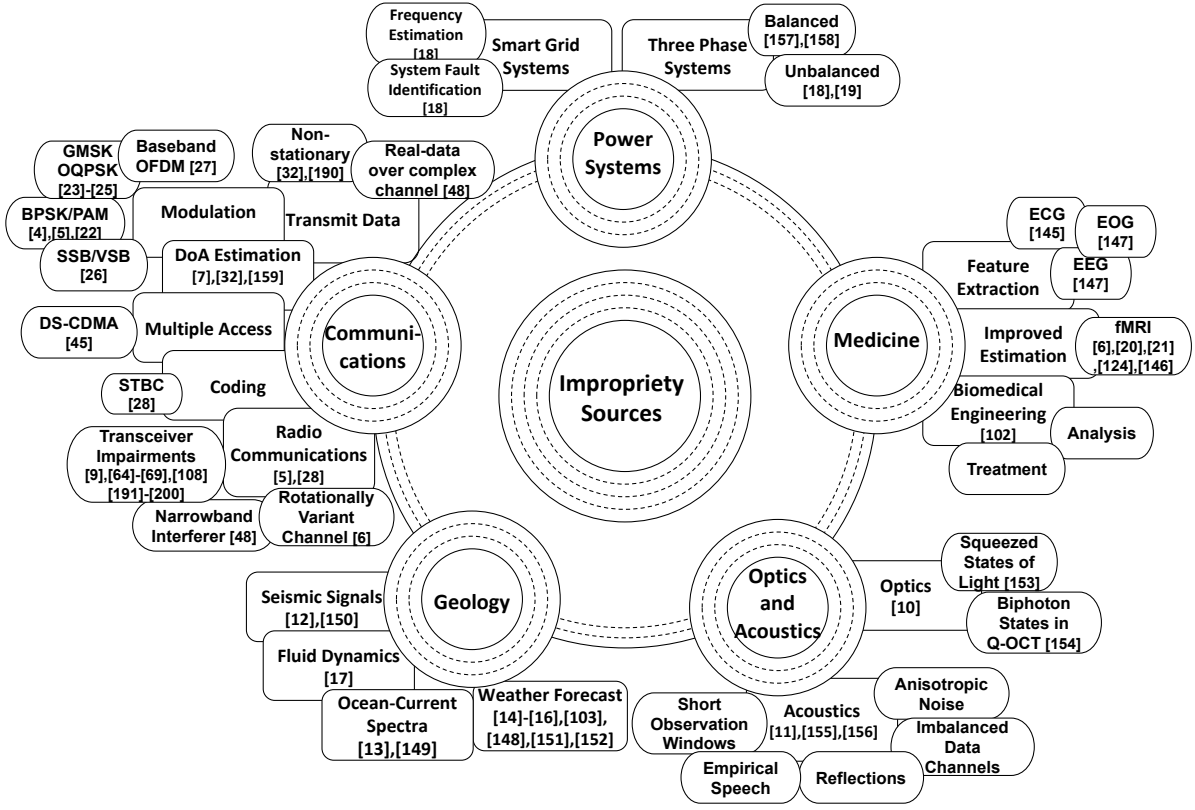 Frequency
Estimation
[18]
System Fault
Identification
[18]
Smart Grid
Systems
Three Phase
Systems
Balanced
[157],[158]
Unbalanced
[18],[19]
Power
Systems
GMSK
OQPSK
[23]-[25]
Baseband
OFDM [27]
Non-
stationary
[32],[190]
Real-data
over complex
channel [48]
BPSK/PAM
[4],[5],[22]
Modulation
Transmit Data
SSB/VSB
[26]
DoA Estimation
[7],[32],[159]
DS-CDMA
[45]
Multiple Access
STBC
[28]
Coding
Communi-
cations
Transceiver
Impairments
[9],[64]-[69],[108]
[191]-[200]
Radio
Communications
[5],[28]
Narrowband
Interferer [48]
Rotationally
Variant
Channel [6]
Impropriety
Sources
Medicine
ECG
[145]
EOG
[147]
Feature
Extraction
EEG
[147]
Improved
Estimation
fMRI
[6],[20],[21]
,[124],[146]
Biomedical
Engineering
[102]
Analysis
Treatment
Geology
Seismic Signals
[12],[150]
Fluid Dynamics
[17]
Ocean-Current
Spectra
[13],[149]
Weather Forecast
[14]-[16],[103],
[148],[151],[152]
Optics
and
Acoustics
Optics
[10]
Squeezed
States of
Light [153]
Biphoton
States in
Q-OCT [154]
Short
Observation
Windows
Acoustics
[11],[155],[156]
Anisotropic
Noise
Imbalanced
Data
Channels
Empirical
Speech
Reflections